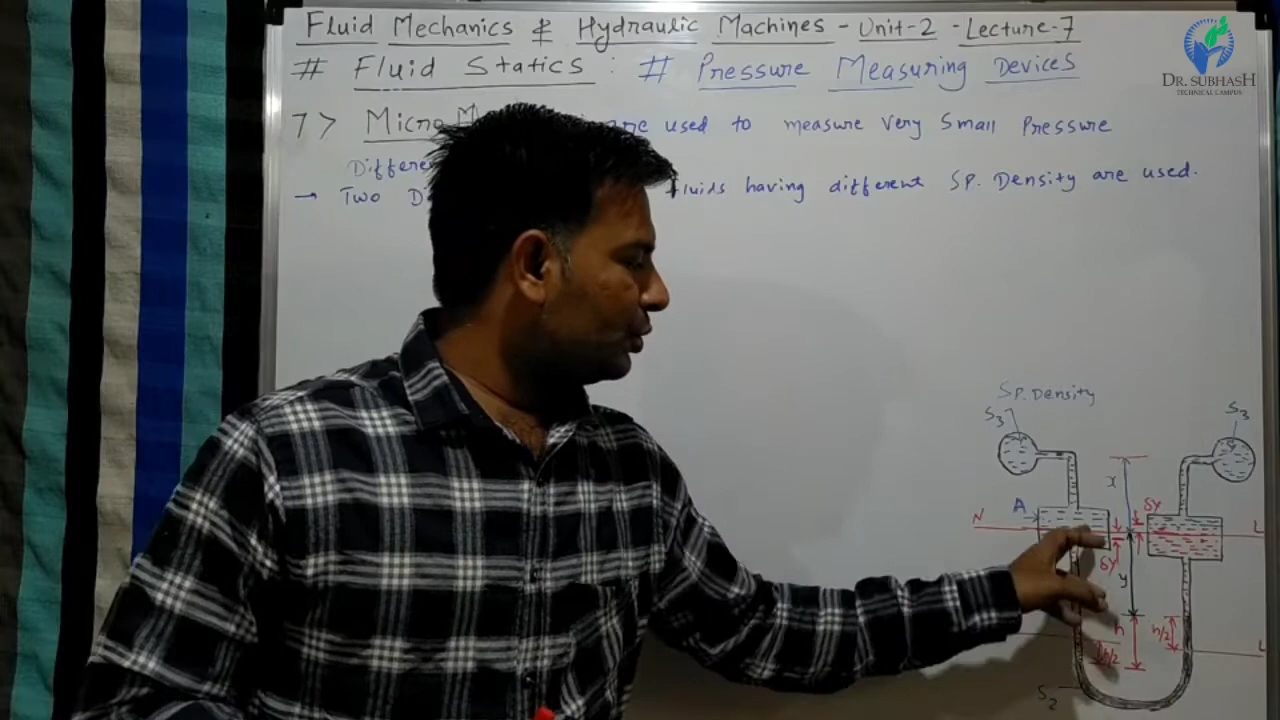 Fluid Mechanics & Hydraulic Machines - Unit-2 - Lecture-7
# Fluid Statics : # Pressure Measuring Devices
7> Micro are used to measure Very Small Pressure
Differen
→ Two D Fluids having different SP. Density are used.
DR. SUBHASH
TECHNICAL CAMPUS
SP. Density
S3
S3
x
A
δy
N
L
δy
y
h
h/2
h/2
L
S2